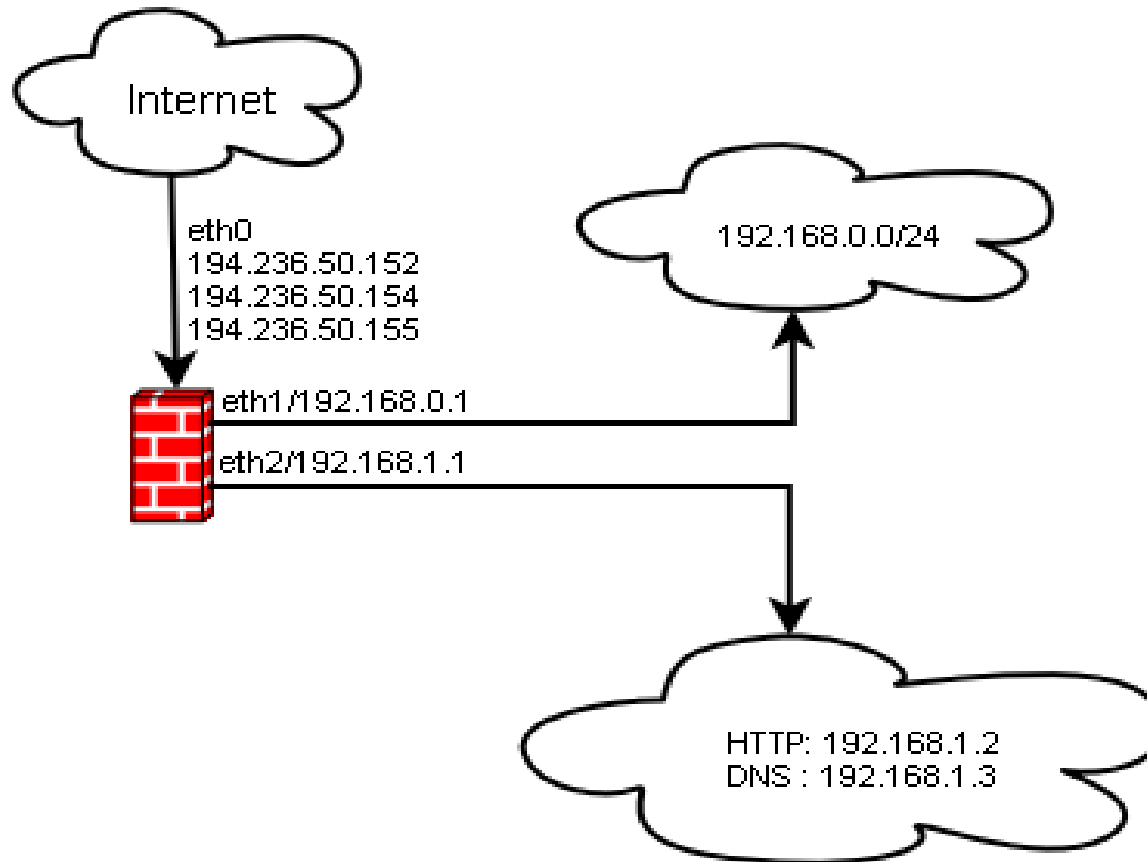 Internet
eth0
194.236.50.152
194.236.50.154
194.236.50.155
192.168.0.0/24
eth1/192.168.0.1
eth2/192.168.1.1
HTTP: 192.168.1.2
DNS : 192.168.1.3